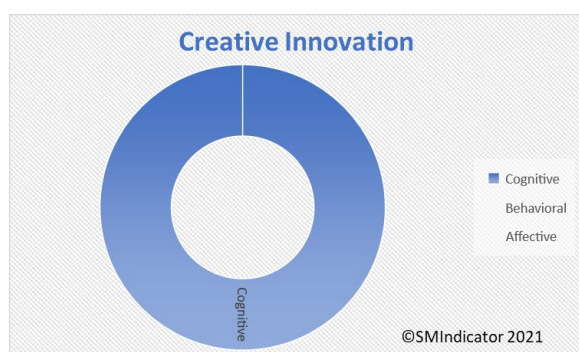 Creative Innovation
Cognitive
Behavioral
Affective
Cognitive
©SMIndicator 2021